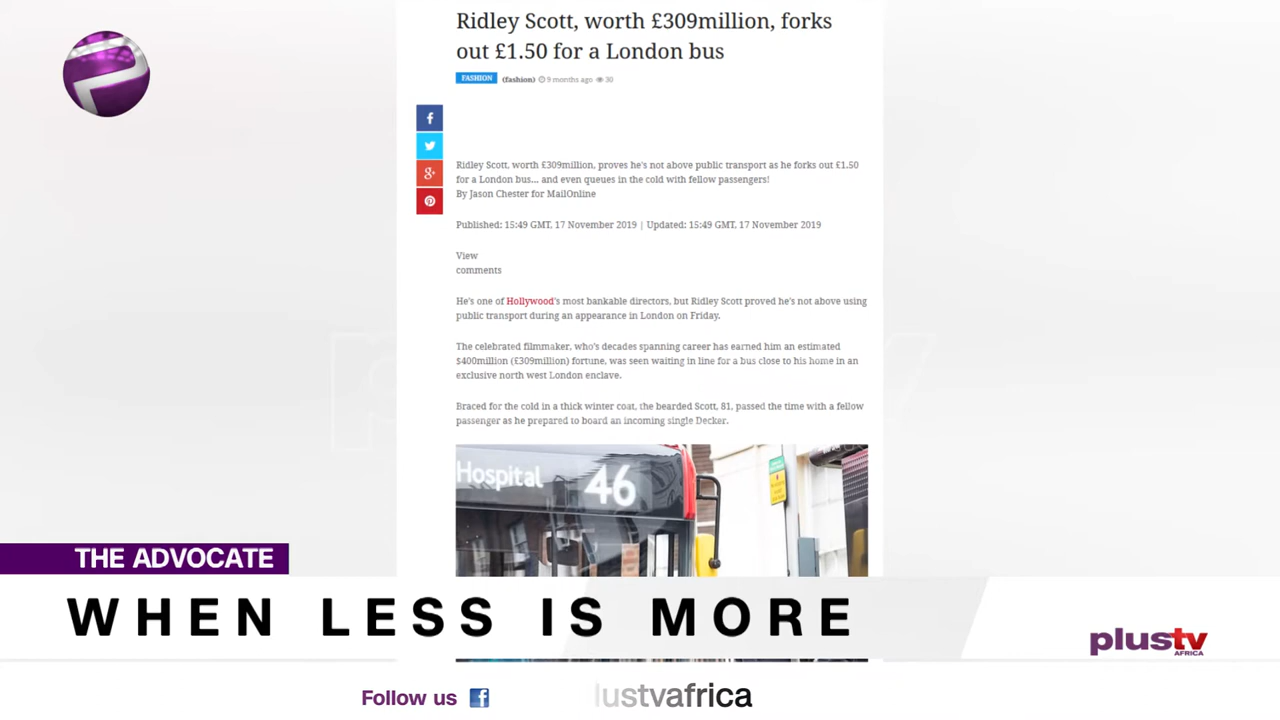 Ridley Scott, worth £309million, forks
out £1.50 for a London bus
FASHION (fashion) 9 months ago 30
Ridley Scott, worth £309million, proves he's not above public transport as he forks out £1.50
for a London bus... and even queues in the cold with fellow passengers!
By Jason Chester for MailOnline
Published: 15:49 GMT, 17 November 2019 | Updated: 15:49 GMT, 17 November 2019
View
comments
He's one of Hollywood's most bankable directors, but Ridley Scott proved he's not above using
public transport during an appearance in London on Friday.
The celebrated filmmaker, who's decades spanning career has earned him an estimated
$400million (£309million) fortune, was seen waiting in line for a bus close to his home in an
exclusive north west London enclave.
Braced for the cold in a thick winter coat, the bearded Scott, 81, passed the time with a fellow
passenger as he prepared to board an incoming single Decker.
Hospital 46
THE ADVOCATE
WHEN LESS IS MORE
plustv
AFRICA
Follow us lustvafrica